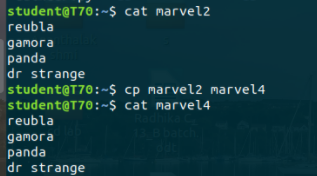 student@T70:~$ cat marvel2
reubla
gamora
panda
dr strange
student@T70:~$ cp marvel2 marvel4
student@T70:~$ cat marvel4
reubla
gamora
panda
dr strange